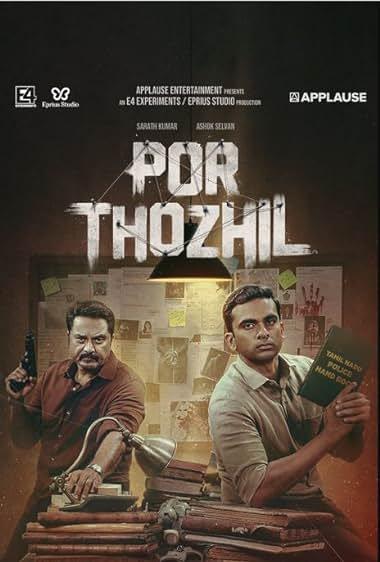 E4
EXPERIMENTS
Eprius Studio
APPLAUSE ENTERTAINMENT PRESENTS
AN E4 EXPERIMENTS / EPRIUS STUDIO PRODUCTION
APPLAUSE
SARATH KUMAR ASHOK SELVAN
POR
THOZHIL
TAMIL NADU
POLICE
HAND BOOK